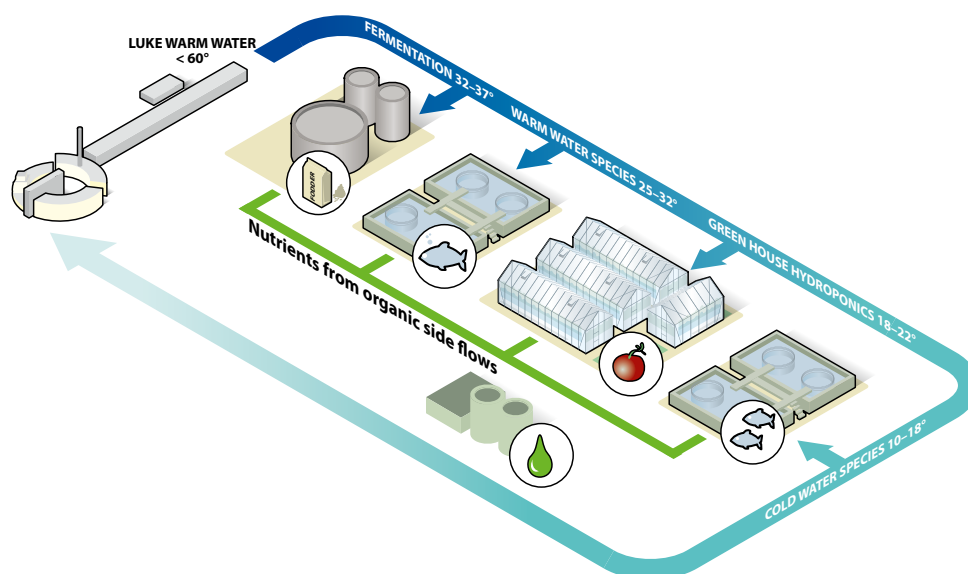 LUKE WARM WATER
< 60°
FERMENTATION 32–37°
WARM WATER SPECIES 25–32°
GREEN HOUSE HYDROPONICS 18–22°
COLD WATER SPECIES 10–18°
FODDER
Nutrients from organic side flows